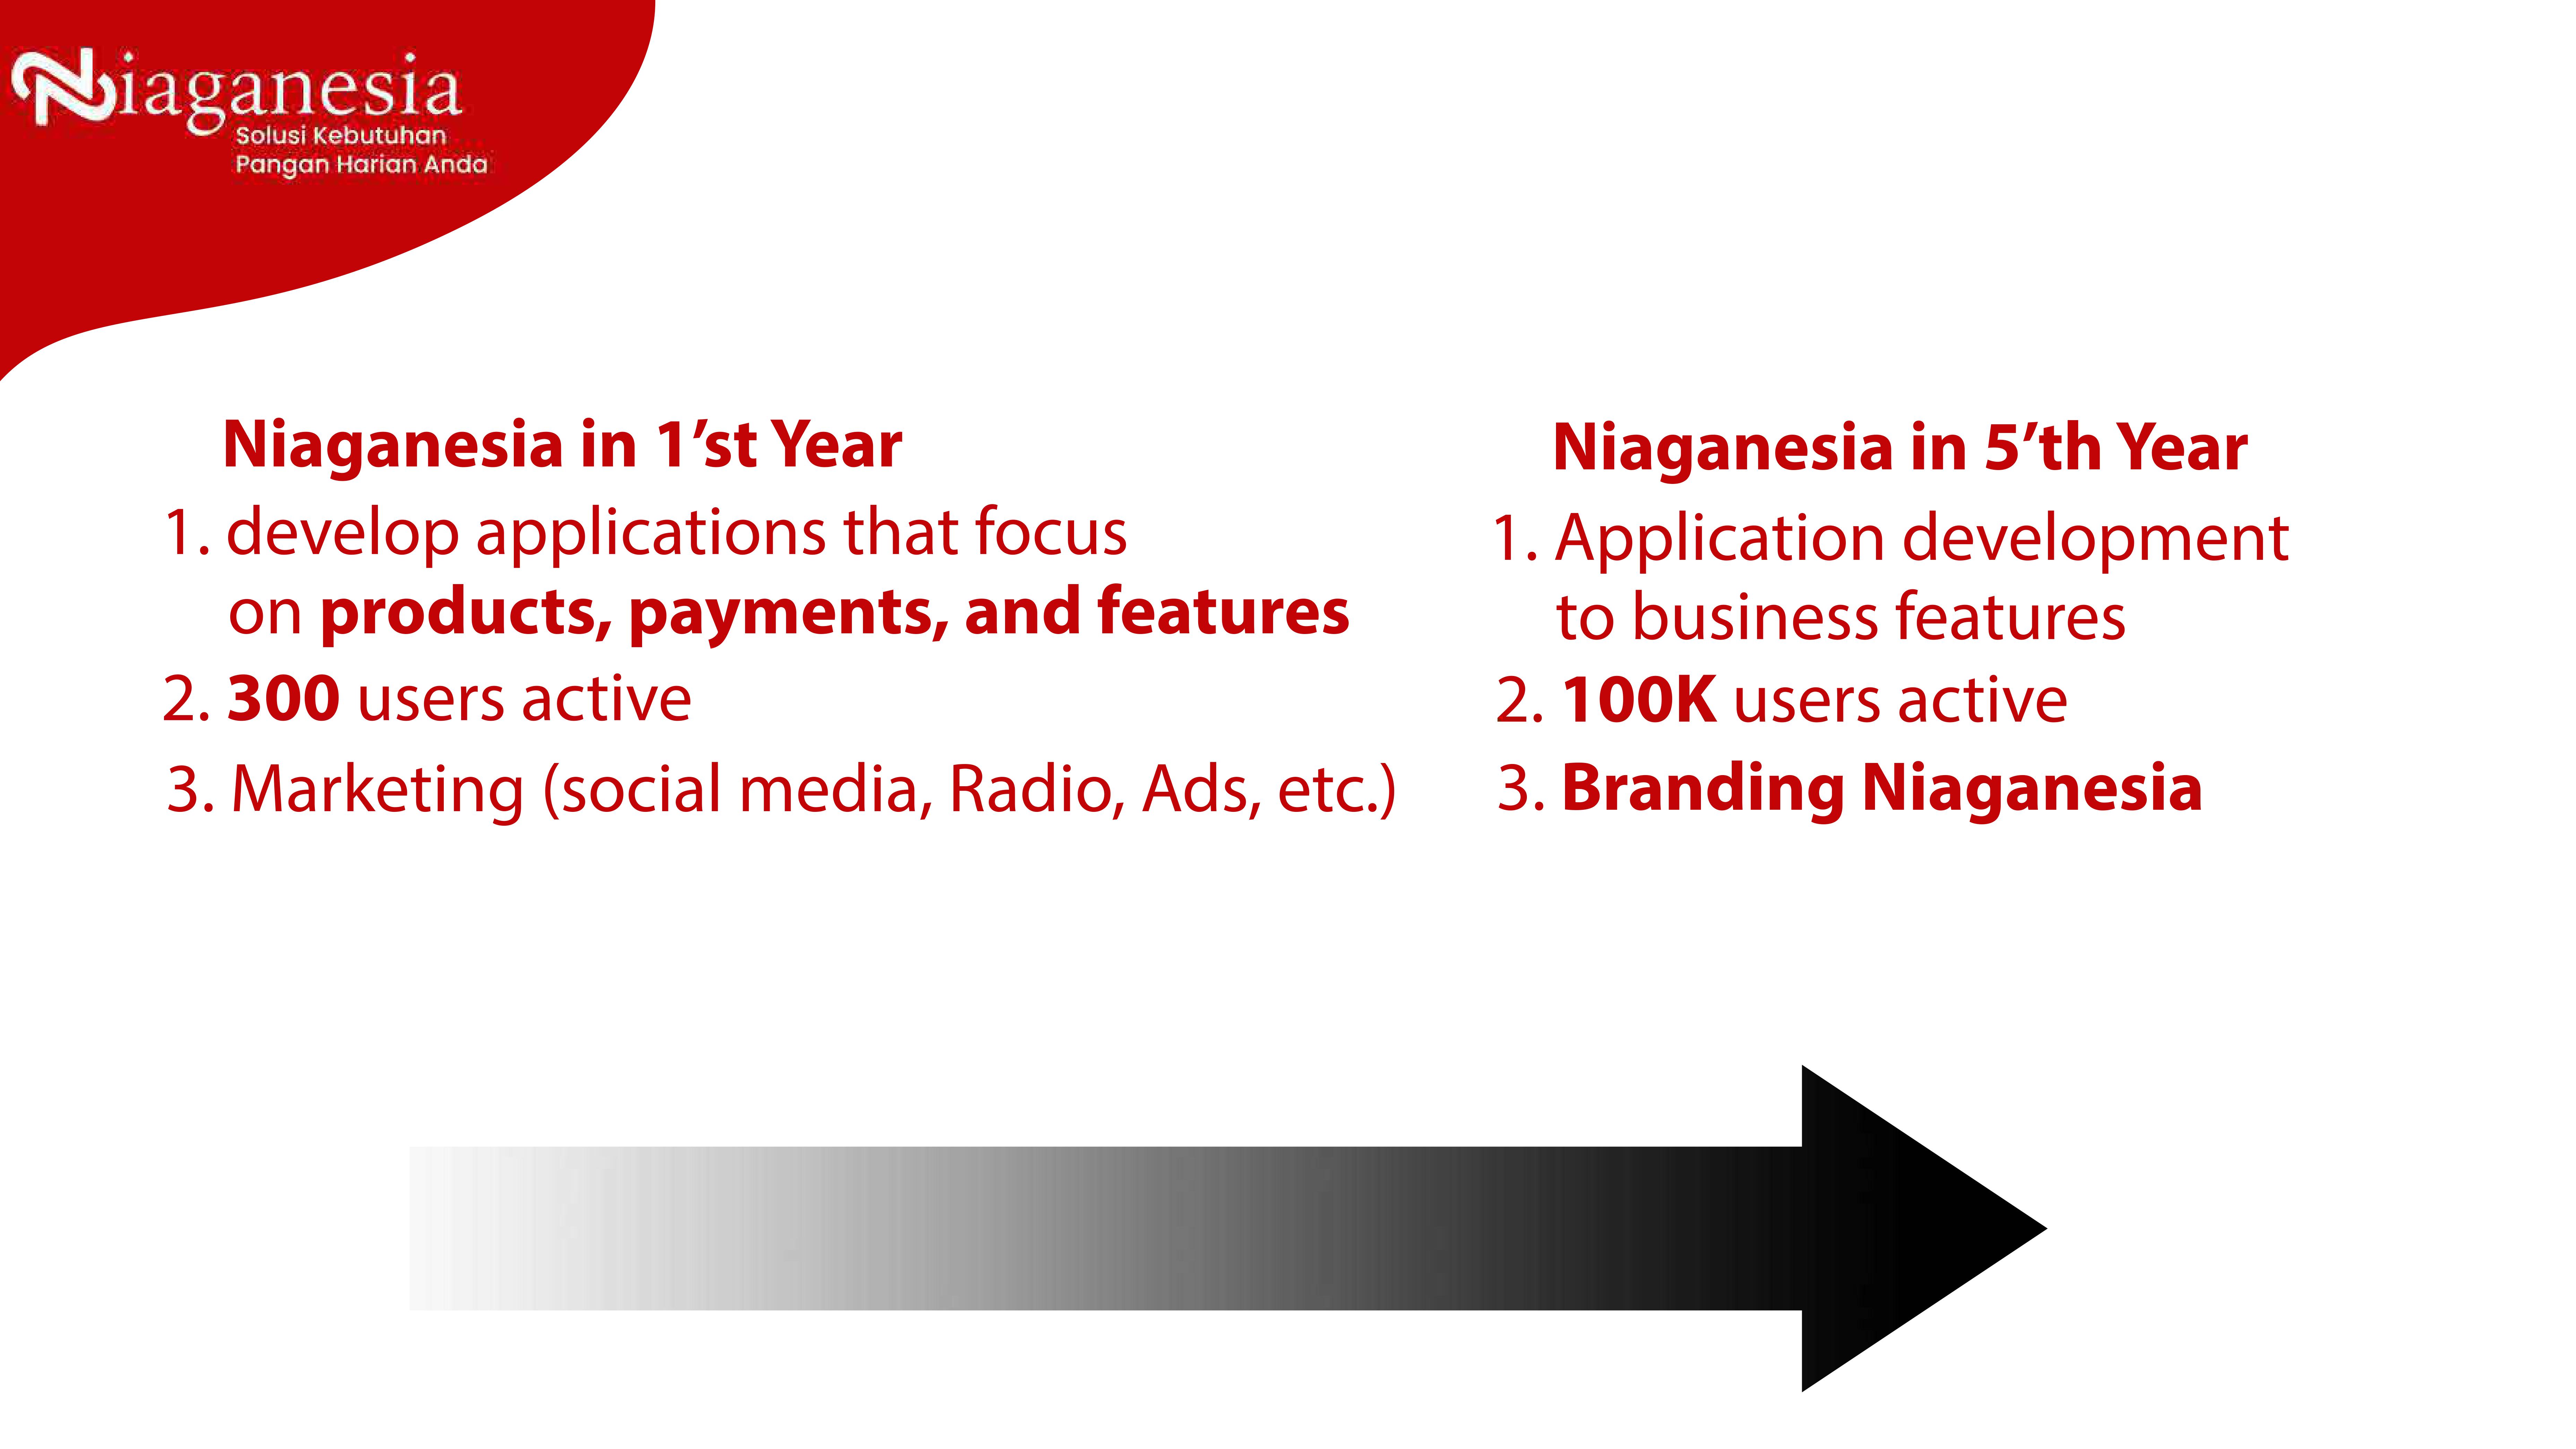 Niaganesia
Solusi Kebutuhan
Pangan Harian Anda
Niaganesia in 1’st Year
1. develop applications that focus
on products, payments, and features
2. 300 users active
3. Marketing (social media, Radio, Ads, etc.)
Niaganesia in 5’th Year
1. Application development
to business features
2. 100K users active
3. Branding Niaganesia